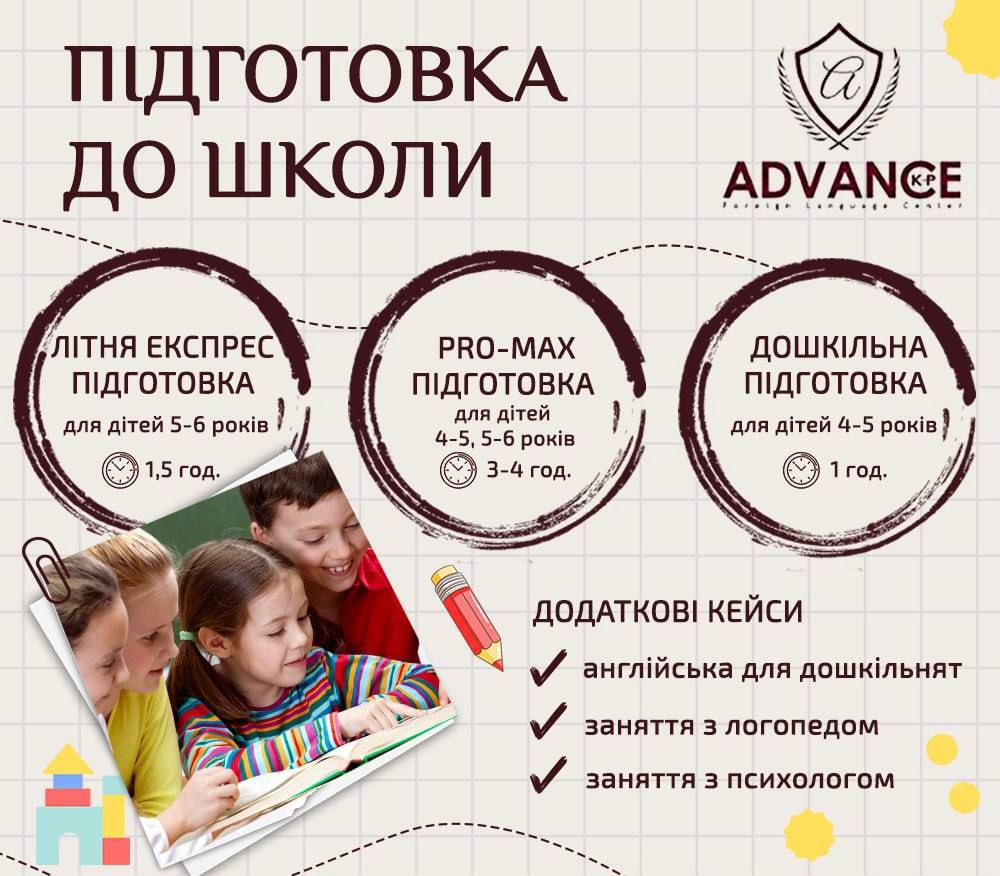 ПІДГОТОВКА
ДО ШКОЛИ
a
ADVANCE
KP
Foreign Language Center
ЛІТНЯ ЕКСПРЕС
ПІДГОТОВКА
для дітей 5-6 років
1,5 год.
PRO-MAX
ПІДГОТОВКА
для дітей
4-5, 5-6 років
3-4 год.
ДОШКІЛЬНА
ПІДГОТОВКА
для дітей 4-5 років
1 год.
ДОДАТКОВІ КЕЙСИ
англійська для дошкільнят
заняття з логопедом
заняття з психологом